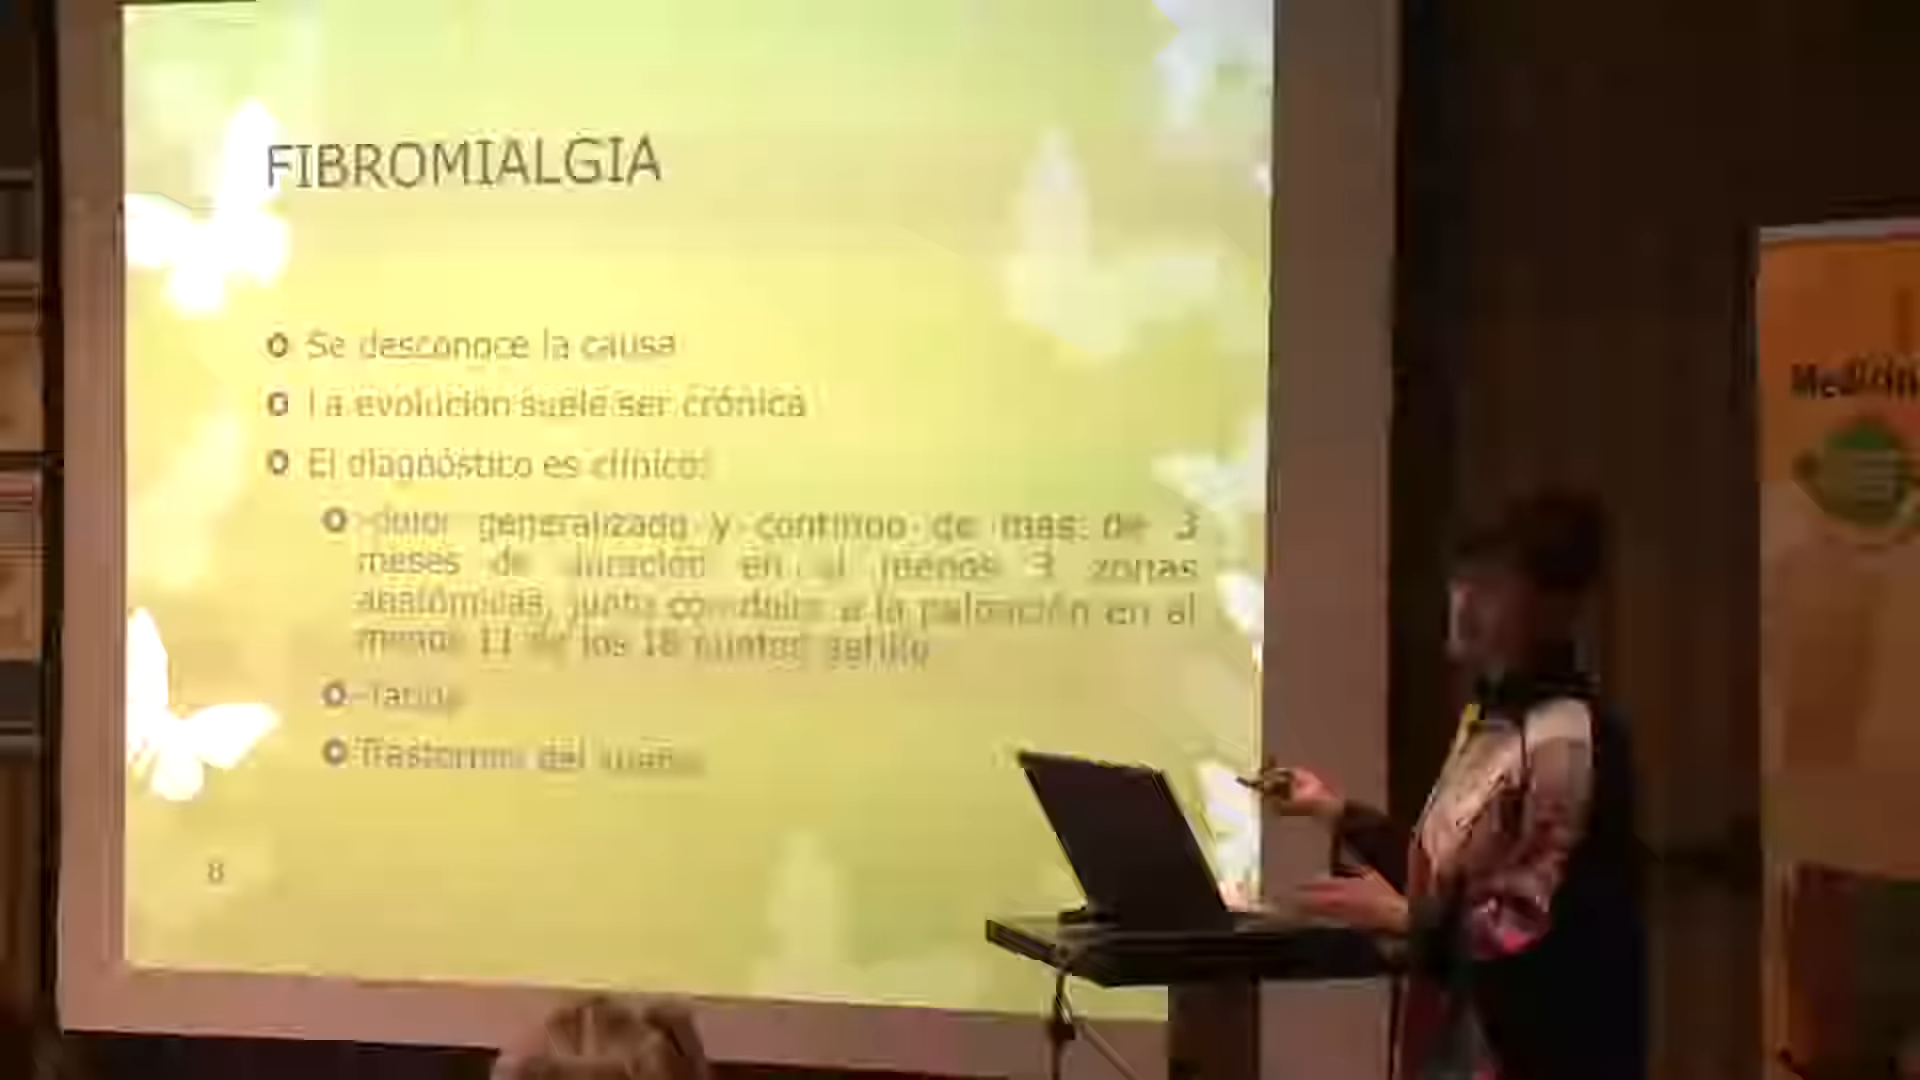 FIBROMIALGIA
Se desconoce la causa
La evolución suele ser crónica
El diagnóstico es clínico:
-dolor generalizado y continuo de mas de 3
meses de duración en al menos 3 zonas
anatómicas, junto con dolor a la palpación en al
menos 11 de los 18 puntos gatillo
-Fatiga
Trastornos del sueño
8